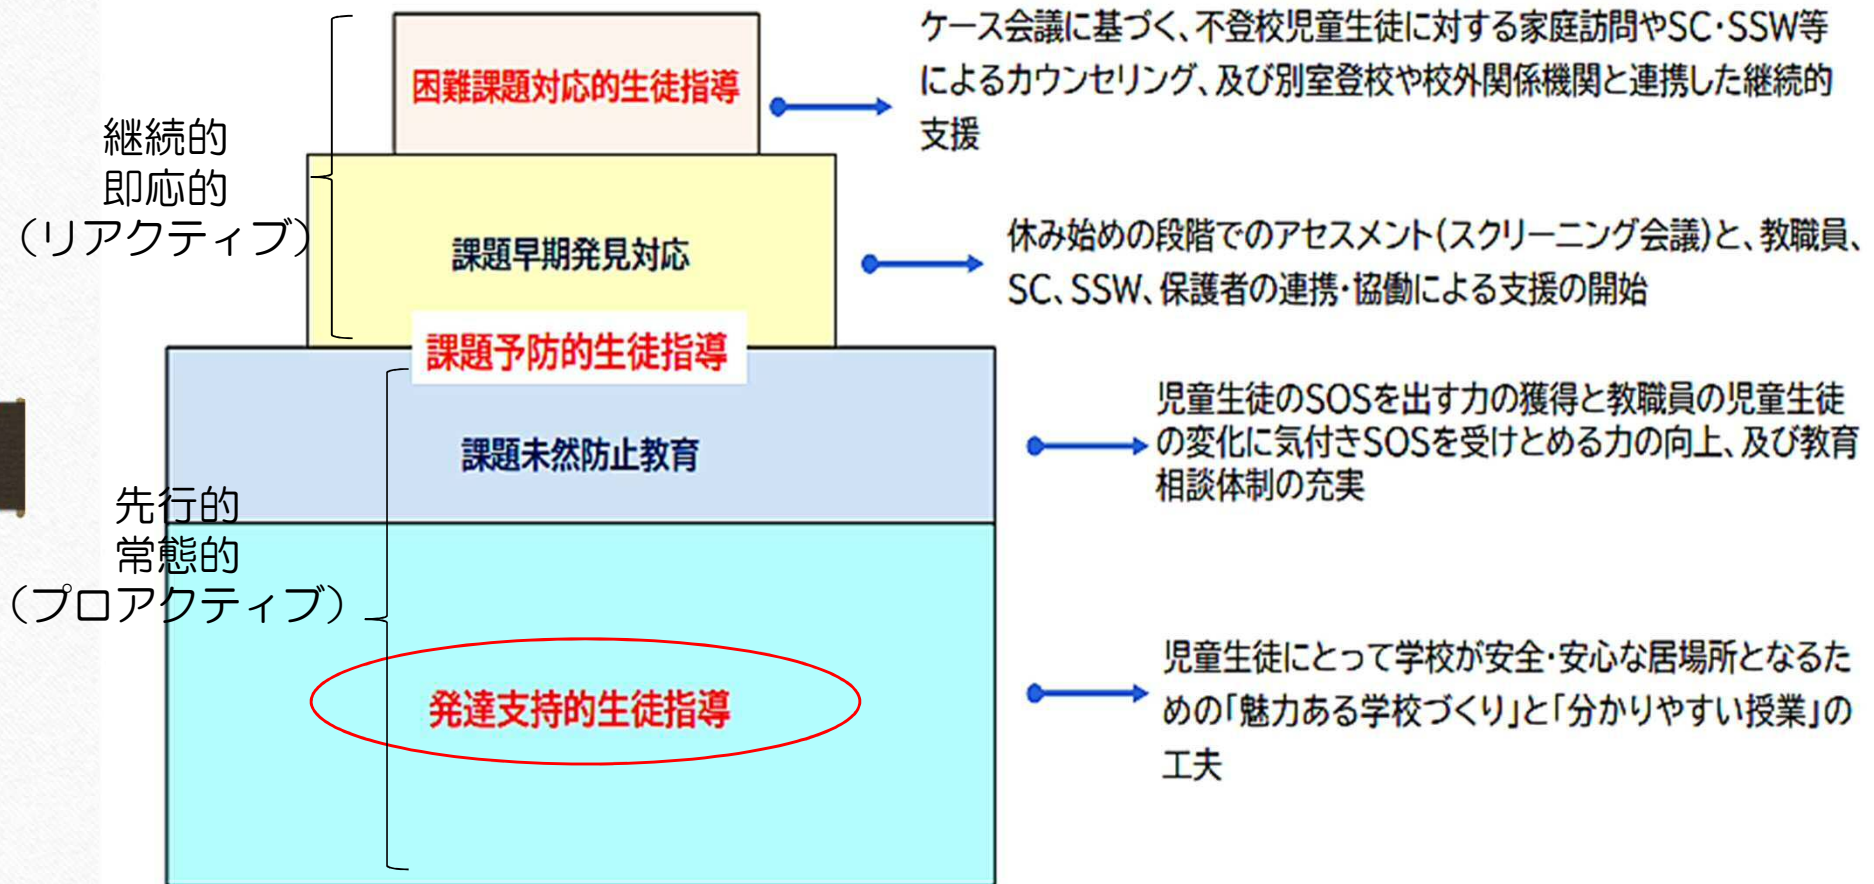 困難課題対応的生徒指導
ケース会議に基づく、不登校児童生徒に対する家庭訪問やSC・SSW等
によるカウンセリング、及び別室登校や校外関係機関と連携した継続的
支援
継続的
即応的
（リアクティブ）
課題早期発見対応
休み始めの段階でのアセスメント(スクリーニング会議)と、教職員、
SC、SSW、保護者の連携・協働による支援の開始
課題予防的生徒指導
課題未然防止教育
児童生徒のSOSを出す力の獲得と教職員の児童生徒
の変化に気付きSOSを受けとめる力の向上、及び教育
相談体制の充実
先行的
常態的
（プロアクティブ）
発達支持的生徒指導
児童生徒にとって学校が安全・安心な居場所となるた
めの「魅力ある学校づくり」と「分かりやすい授業」の
工夫